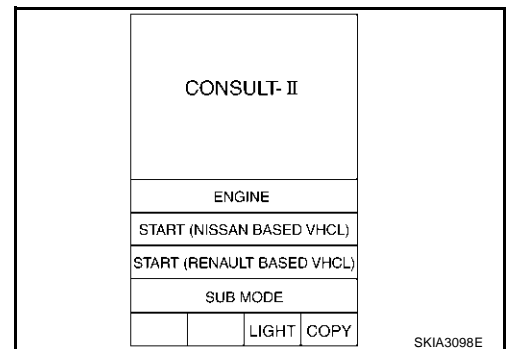 CONSULT-II
ENGINE
START (NISSAN BASED VHCL)
START (RENAULT BASED VHCL)
SUB MODE
LIGHT COPY
SKIA3098E